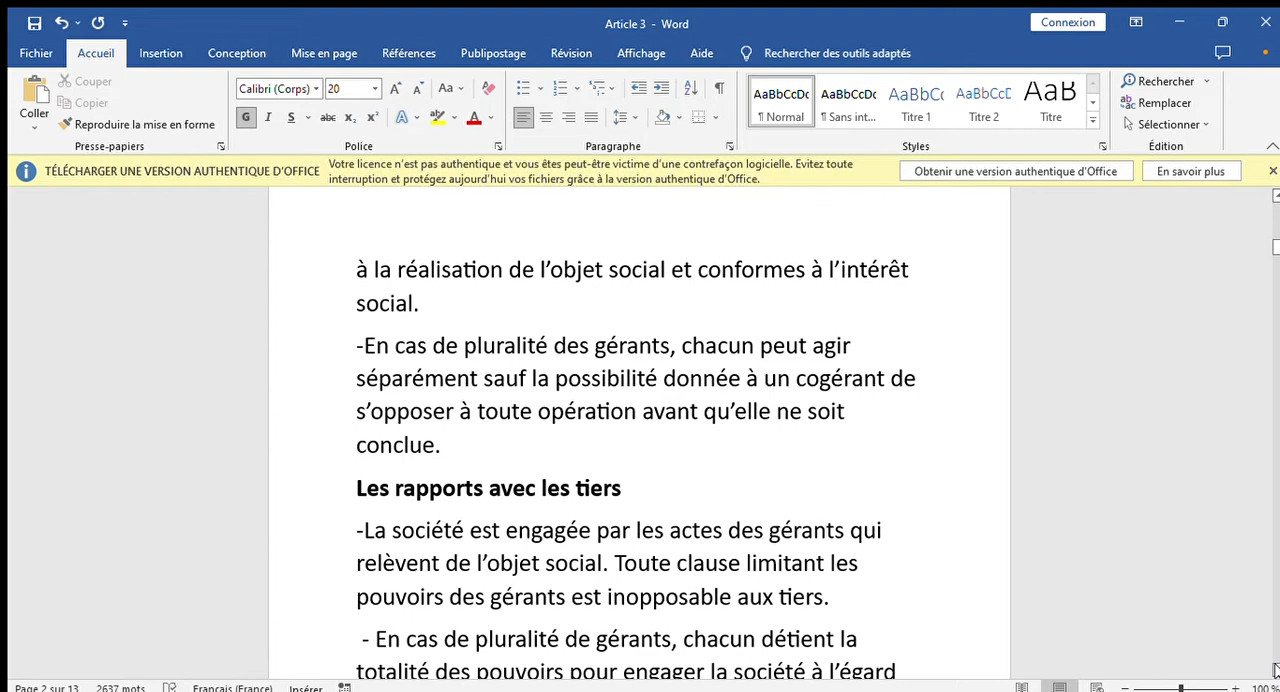 Article 3 - Word
Connexion
Fichier Accueil Insertion Conception Mise en page Références Publipostage Révision Affichage Aide Rechercher des outils adaptés
Coller
Couper
Copier
Reproduire la mise en forme
Presse-papiers
Calibri (Corps) 20
Aa
G I S abc x₂ x²
Police
Paragraphe
AaBbCcDc AaBbCcDc AaBbCc AaBbCcD AaB
¶ Normal ¶ Sans int... Titre 1 Titre 2 Titre
Styles
Rechercher
Remplacer
Sélectionner
Édition
TÉLÉCHARGER UNE VERSION AUTHENTIQUE D'OFFICE
Votre licence n'est pas authentique et vous êtes peut-être victime d'une contrefaçon logicielle. Evitez toute
interruption et protégez aujourd'hui vos fichiers grâce à la version authentique d'Office.
Obtenir une version authentique d'Office
En savoir plus
à la réalisation de l'objet social et conformes à l'intérêt
social.
-En cas de pluralité des gérants, chacun peut agir
séparément sauf la possibilité donnée à un cogérant de
s'opposer à toute opération avant qu'elle ne soit
conclue.
Les rapports avec les tiers
-La société est engagée par les actes des gérants qui
relèvent de l'objet social. Toute clause limitant les
pouvoirs des gérants est inopposable aux tiers.
- En cas de pluralité de gérants, chacun détient la
totalité des pouvoirs pour engager la société à l'égard
Page 2 sur 13 2637 mots Français (France) Insérer 100 %